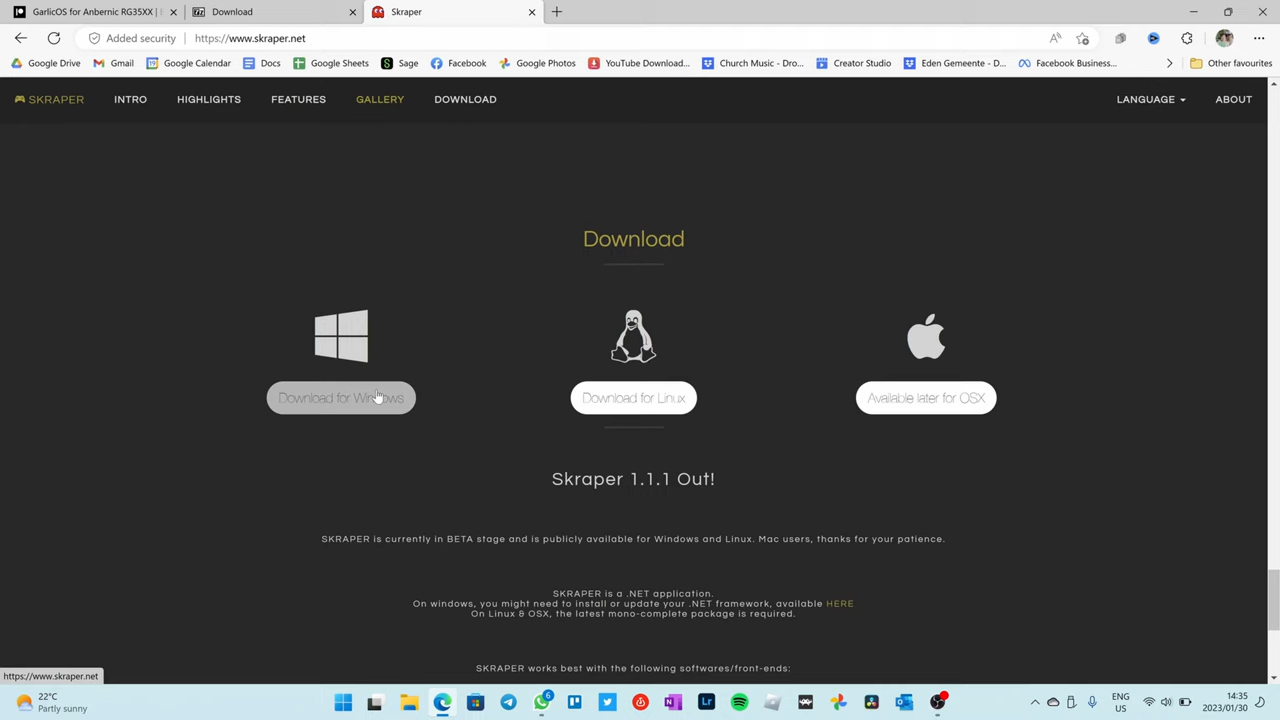 GarlicOS for Anbernic RG35XX |
Download
Skraper
Added security
https://www.skraper.net
Google Drive
Gmail
Google Calendar
Docs
Google Sheets
Sage
Facebook
Google Photos
YouTube Download...
Church Music - Dro...
Creator Studio
Eden Gemeente - D...
Facebook Business...
Other favourites
SKRAPER
INTRO
HIGHLIGHTS
FEATURES
GALLERY
DOWNLOAD
LANGUAGE
ABOUT
Download
Download for Windows
Download for Linux
Available later for OSX
Skraper 1.1.1 Out!
SKRAPER is currently in BETA stage and is publicly available for Windows and Linux. Mac users, thanks for your patience.
SKRAPER is a .NET application.
On windows, you might need to install or update your .NET framework, available HERE
On Linux & OSX, the latest mono-complete package is required.
SKRAPER works best with the following softwares/front-ends:
https://www.skraper.net
22°C
Partly sunny
6
Lr
ENG
US
14:35
2023/01/30